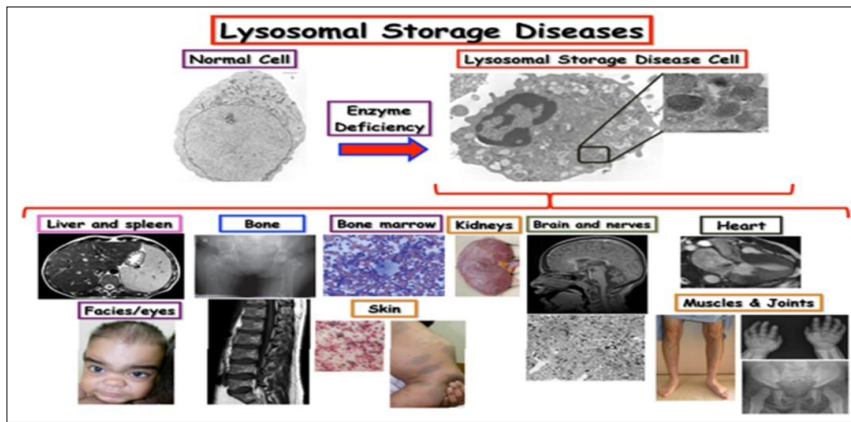 Lysosomal Storage Diseases
Normal Cell
Lysosomal Storage Disease Cell
Enzyme
Deficiency
Liver and spleen
Bone
Bone marrow
Kidneys
Brain and nerves
Heart
Facies/eyes
Skin
Muscles & Joints